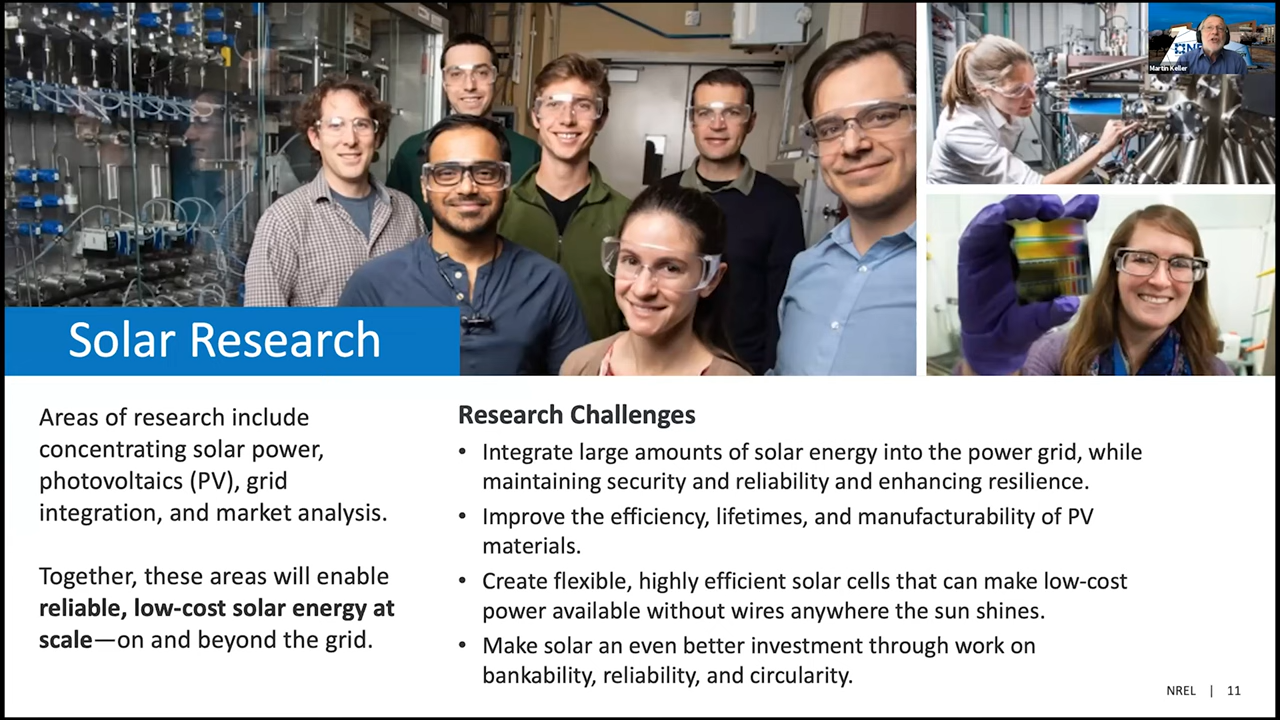 Martin Keller
Solar Research
Areas of research include
concentrating solar power,
photovoltaics (PV), grid
integration, and market analysis.
Together, these areas will enable
reliable, low-cost solar energy at
scale—on and beyond the grid.
Research Challenges
• Integrate large amounts of solar energy into the power grid, while
maintaining security and reliability and enhancing resilience.
• Improve the efficiency, lifetimes, and manufacturability of PV
materials.
• Create flexible, highly efficient solar cells that can make low-cost
power available without wires anywhere the sun shines.
• Make solar an even better investment through work on
bankability, reliability, and circularity.
NREL | 11